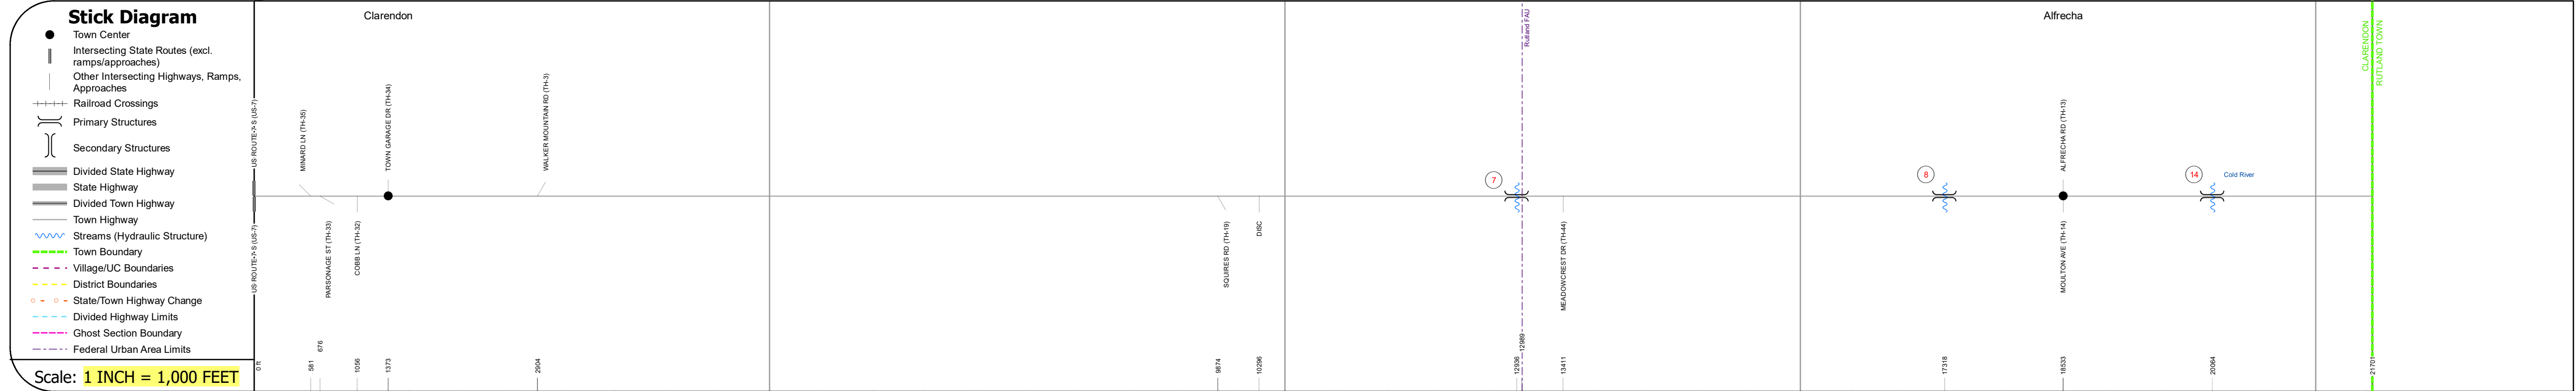 Stick Diagram
Town Center
Intersecting State Routes (excl.
ramps/approaches)
Other Intersecting Highways, Ramps,
Approaches
Railroad Crossings
Primary Structures
Secondary Structures
Divided State Highway
State Highway
Divided Town Highway
Town Highway
Streams (Hydraulic Structure)
Town Boundary
Village/UC Boundaries
District Boundaries
State/Town Highway Change
Divided Highway Limits
Ghost Section Boundary
Federal Urban Area Limits
Scale: 1 INCH = 1,000 FEET
Clarendon
Alfrecha
US ROUTE-7-S (US-7)
US ROUTE-7-S (US-7)
MINARD LN (TH-35)
PARSONAGE ST (TH-33)
COBB LN (TH-32)
TOWN GARAGE DR (TH-34)
WALKER MOUNTAIN RD (TH-3)
SQUIRES RD (TH-19)
DISC
7
Rutland FAU
MEADOWCREST DR (TH-44)
8
ALFRECHA RD (TH-13)
MOULTON AVE (TH-14)
14
Cold River
CLARENDON
RUTLAND TOWN
0 ft
581
676
1056
1373
2904
9874
10296
12936
12989
13411
17318
18533
20064
21701